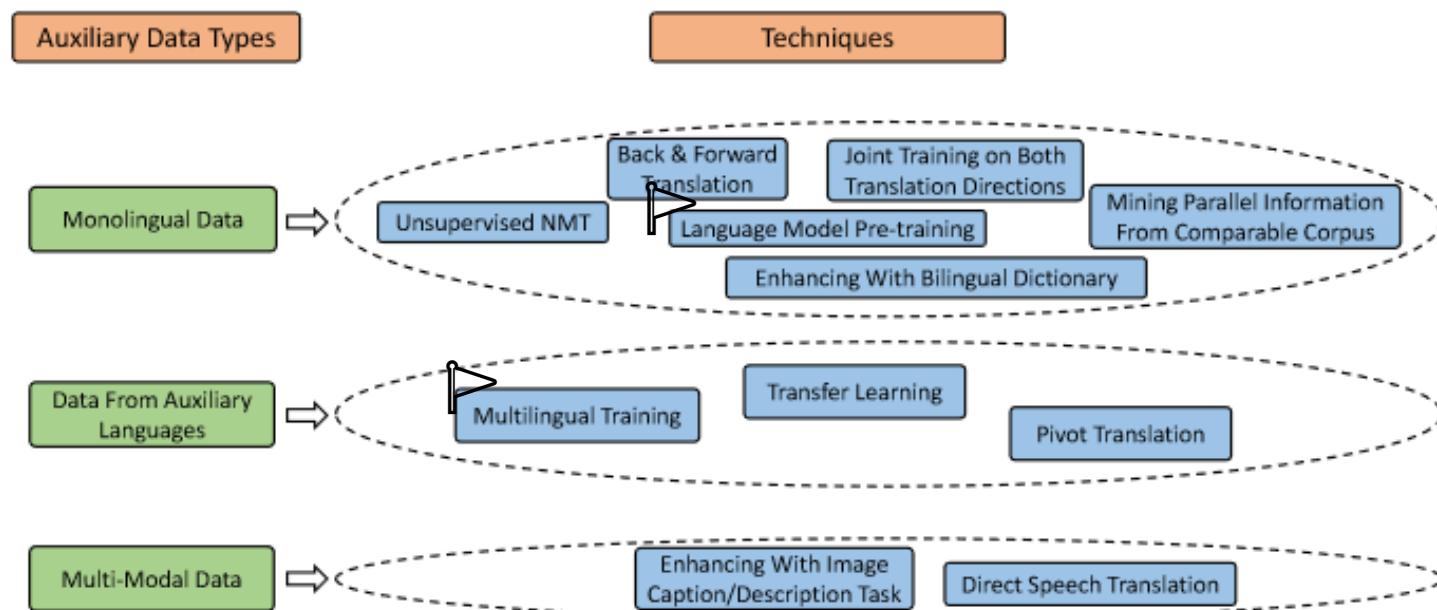 Auxiliary Data Types
Techniques
Monolingual Data
Unsupervised NMT
Back & Forward
Translation
Joint Training on Both
Translation Directions
Language Model Pre-training
Mining Parallel Information
From Comparable Corpus
Enhancing With Bilingual Dictionary
Data From Auxiliary
Languages
Multilingual Training
Transfer Learning
Pivot Translation
Multi-Modal Data
Enhancing With Image
Caption/Description Task
Direct Speech Translation